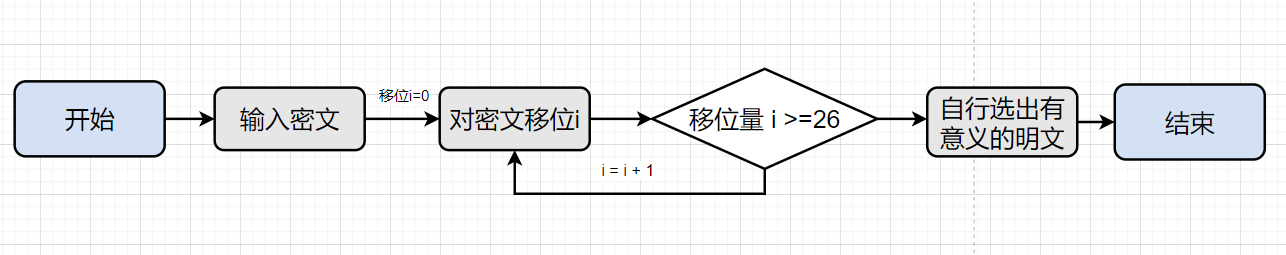 开始
输入密文
移位i=0
对密文移位i
移位量 i >=26
i = i + 1
自行选出有
意义的明文
结束